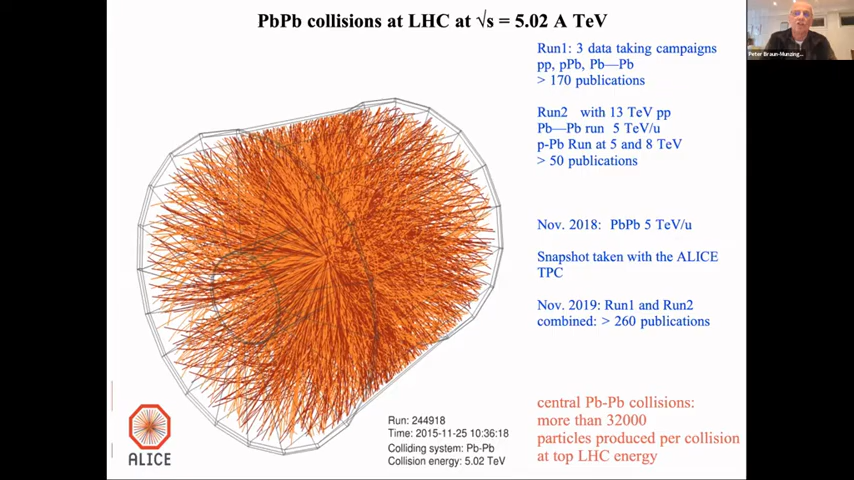 PbPb collisions at LHC at √s = 5.02 A TeV
Run1: 3 data taking campaigns
pp, pPb, Pb—Pb
> 170 publications
Run2 with 13 TeV pp
Pb—Pb run 5 TeV/u
p-Pb Run at 5 and 8 TeV
> 50 publications
Nov. 2018: PbPb 5 TeV/u
Snapshot taken with the ALICE
TPC
Nov. 2019: Run1 and Run2
combined: > 260 publications
central Pb-Pb collisions:
more than 32000
particles produced per collision
at top LHC energy
Run: 244918
Time: 2015-11-25 10:36:18
Colliding system: Pb-Pb
Collision energy: 5.02 TeV
ALICE
Peter Braun-Munzing...